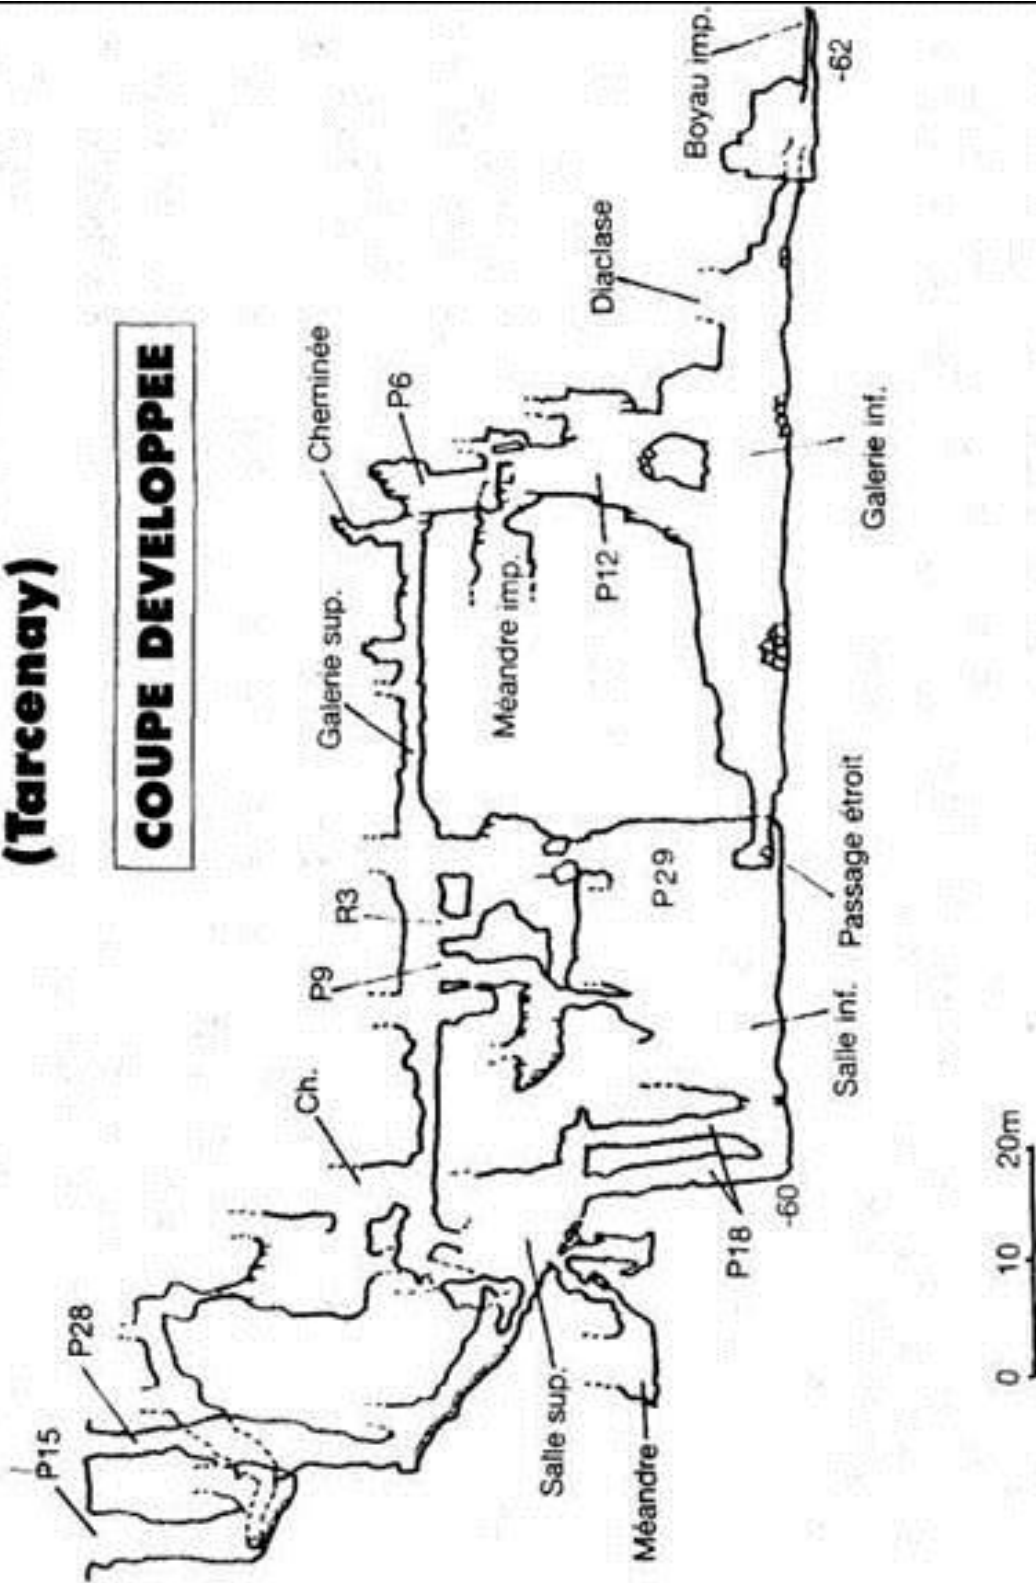 (Tarcenay)
COUPE DEVELOPPEE
P15
P28
Ch.
P9
R3
Galerie sup.
Cheminée
P6
Méandre imp.
P12
Diaclase
Boyau imp.
-62
Salle sup.
Méandre
P18
-60
Salle inf.
P29
Passage étroit
Galerie inf.
0 10 20m